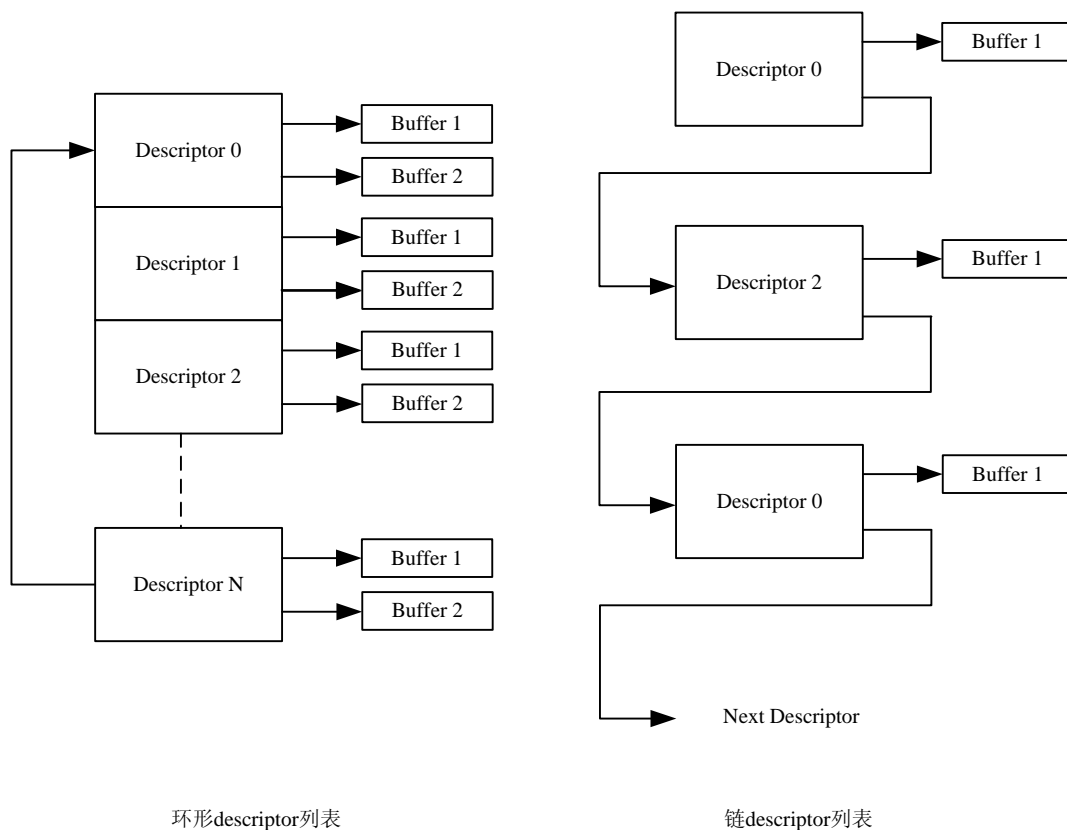 Descriptor 0
Buffer 1
Buffer 2
Descriptor 1
Buffer 1
Buffer 2
Descriptor 2
Buffer 1
Buffer 2
Descriptor N
Buffer 1
Buffer 2
环形descriptor列表
Descriptor 0
Buffer 1
Descriptor 2
Buffer 1
Descriptor 0
Buffer 1
Next Descriptor
链descriptor列表